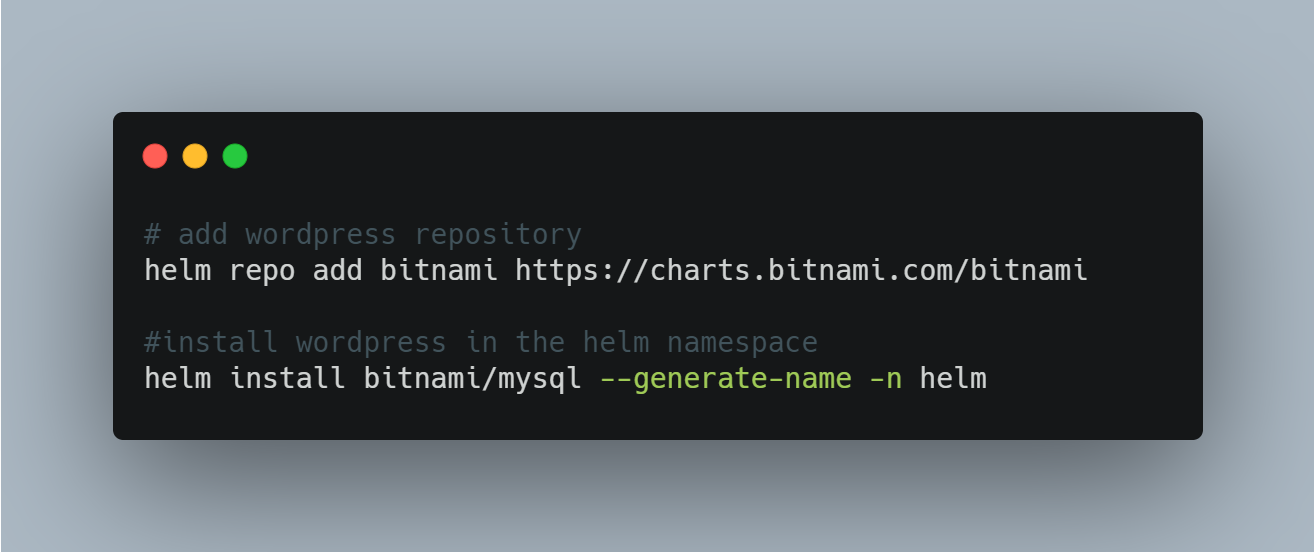 # add wordpress repository
helm repo add bitnami https://charts.bitnami.com/bitnami
#install wordpress in the helm namespace
helm install bitnami/mysql --generate-name -n helm